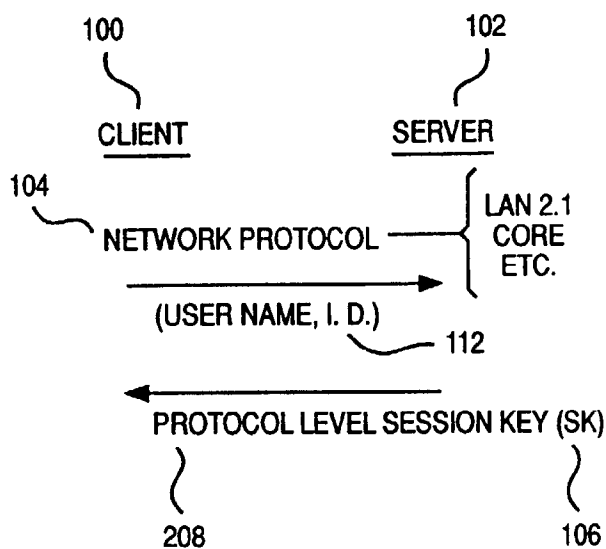 100
102
CLIENT
SERVER
104
NETWORK PROTOCOL
LAN 2.1
CORE
ETC.
(USER NAME, I. D.)
112
PROTOCOL LEVEL SESSION KEY (SK)
208
106